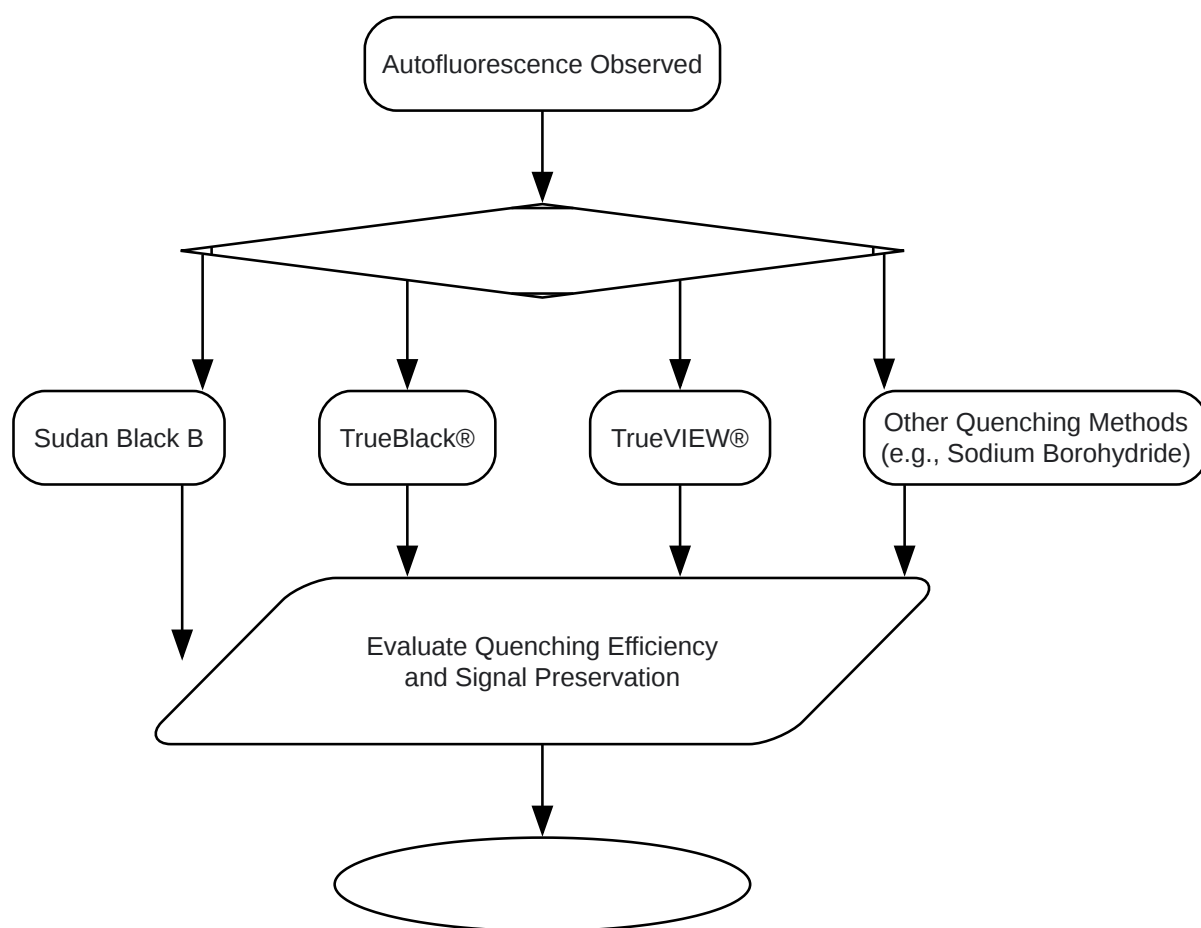 Autofluorescence Observed
Sudan Black B
TrueBlack®
TrueVIEW®
Other Quenching Methods
(e.g., Sodium Borohydride)
Evaluate Quenching Efficiency
and Signal Preservation